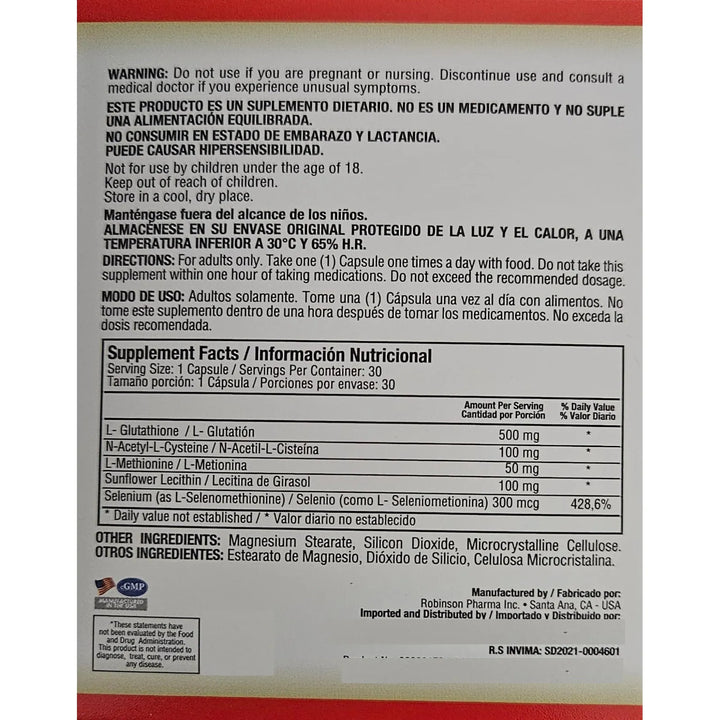 WARNING: Do not use if you are pregnant or nursing. Discontinue use and consult a
medical doctor if you experience unusual symptoms.
ESTE PRODUCTO ES UN SUPLEMENTO DIETARIO. NO ES UN MEDICAMENTO Y NO SUPLE
UNA ALIMENTACIÓN EQUILIBRADA.
NO CONSUMIR EN ESTADO DE EMBARAZO Y LACTANCIA.
PUEDE CAUSAR HIPERSENSIBILIDAD.
Not for use by children under the age of 18.
Keep out of reach of children.
Store in a cool, dry place.
Manténgase fuera del alcance de los niños.
ALMACÉNESE EN SU ENVASE ORIGINAL PROTEGIDO DE LA LUZ Y EL CALOR, A UNA
TEMPERATURA INFERIOR A 30°C Y 65% H.R.
DIRECTIONS: For adults only. Take one (1) Capsule one times a day with food. Do not take this
supplement within one hour of taking medications. Do not exceed the recommended dosage.
MODO DE USO: Adultos solamente. Tome una (1) Cápsula una vez al día con alimentos. No
tome este suplemento dentro de una hora después de tomar los medicamentos. No exceda la
dosis recomendada.
Supplement Facts / Información Nutricional
Serving Size: 1 Capsule / Servings Per Container: 30
Tamaño porción: 1 Cápsula / Porciones por envase: 30
Amount Per Serving % Daily Value
Cantidad por Porción % Valor Diario
L- Glutathione / L- Glutatión 500 mg *
N-Acetyl-L-Cysteine / N-Acetil-L-Cisteína 100 mg *
L-Methionine / L-Metionina 50 mg *
Sunflower Lecithin / Lecitina de Girasol 100 mg *
Selenium (as L-Selenomethionine) / Selenio (como L- Seleniometionina) 300 mcg 428,6%
* Daily value not established / * Valor diario no establecido
OTHER INGREDIENTS: Magnesium Stearate, Silicon Dioxide, Microcrystalline Cellulose.
OTROS INGREDIENTES: Estearato de Magnesio, Dióxido de Silicio, Celulosa Microcristalina.
cGMP
MANUFACTURED
IN THE USA
*These statements have
not been evaluated by the Food
and Drug Administration.
This product is not intended to
diagnose, treat, cure, or prevent
any disease.
Manufactured by / Fabricado por:
Robinson Pharma Inc. • Santa Ana, CA - USA
Imported and Distributed by / Importado y Distribuido por:
R.S INVIMA: SD2021-0004601